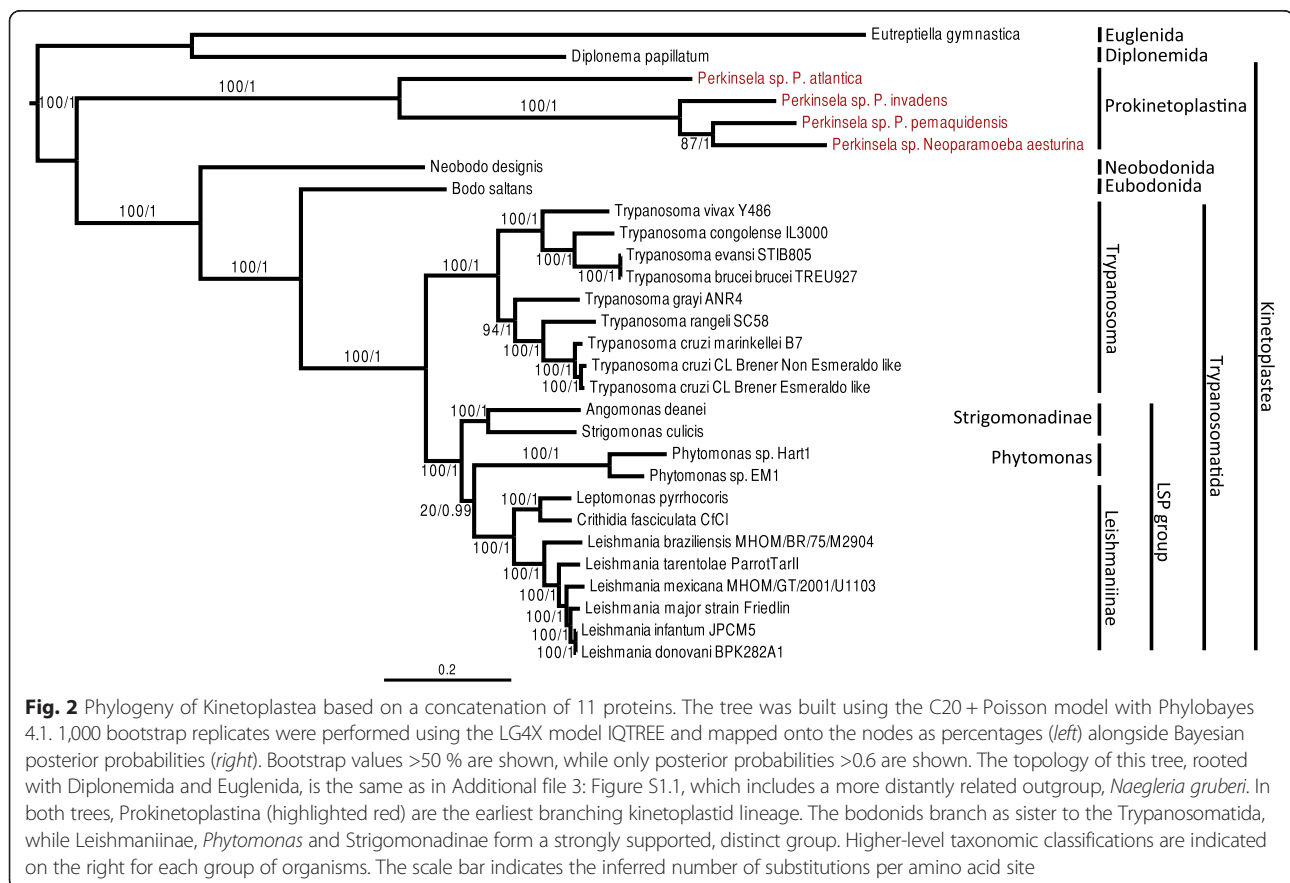 Eutreptiella gymnastica
Euglenida
Diplonema papillatum
Diplonemida
100/1
100/1
Perkinsela sp. P. atlantica
100/1
Perkinsela sp. P. invadens
Prokinetoplastina
Perkinsela sp. P. pemaquidensis
87/1
Perkinsela sp. Neoparamoeba aesturina
Neobodo designis
Neobodonida
Bodo saltans
Eubodonida
100/1
100/1
Trypanosoma vivax Y486
Trypanosoma congolense IL3000
100/1
Trypanosoma evansi STIB805
100/1
100/1
100/1
Trypanosoma brucei brucei TREU927
Trypanosoma grayi ANR4
94/1
Trypanosoma rangeli SC58
100/1
Trypanosoma cruzi marinkellei B7
100/1
100/1
Trypanosoma cruzi CL Brener Non Esmeraldo like
100/1
Trypanosoma cruzi CL Brener Esmeraldo like
Trypanosoma
100/1
Angomonas deanei
Strigomonadinae
Strigomonas culicis
100/1
100/1
Phytomonas sp. Hart1
Phytomonas
Phytomonas sp. EM1
20/0.99
100/1
Leptomonas pyrrhocoris
Crithidia fasciculata CfCl
100/1
Leishmania braziliensis MHOM/BR/75/M2904
100/1
Leishmania tarentolae ParrotTarII
100/1
Leishmania mexicana MHOM/GT/2001/U1103
Leishmania major strain Friedlin
100/1
Leishmania infantum JPCM5
100/1
Leishmania donovani BPK282A1
Leishmaniinae
LSP group
Trypanosomatida
Kinetoplastea
0.2
Fig. 2 Phylogeny of Kinetoplastea based on a concatenation of 11 proteins. The tree was built using the C20 + Poisson model with Phylobayes
4.1. 1,000 bootstrap replicates were performed using the LG4X model IQTREE and mapped onto the nodes as percentages (left) alongside Bayesian
posterior probabilities (right). Bootstrap values >50 % are shown, while only posterior probabilities >0.6 are shown. The topology of this tree, rooted
with Diplonemida and Euglenida, is the same as in Additional file 3: Figure S1.1, which includes a more distantly related outgroup, Naegleria gruberi. In
both trees, Prokinetoplastina (highlighted red) are the earliest branching kinetoplastid lineage. The bodonids branch as sister to the Trypanosomatida,
while Leishmaniinae, Phytomonas and Strigomonadinae form a strongly supported, distinct group. Higher-level taxonomic classifications are indicated
on the right for each group of organisms. The scale bar indicates the inferred number of substitutions per amino acid site